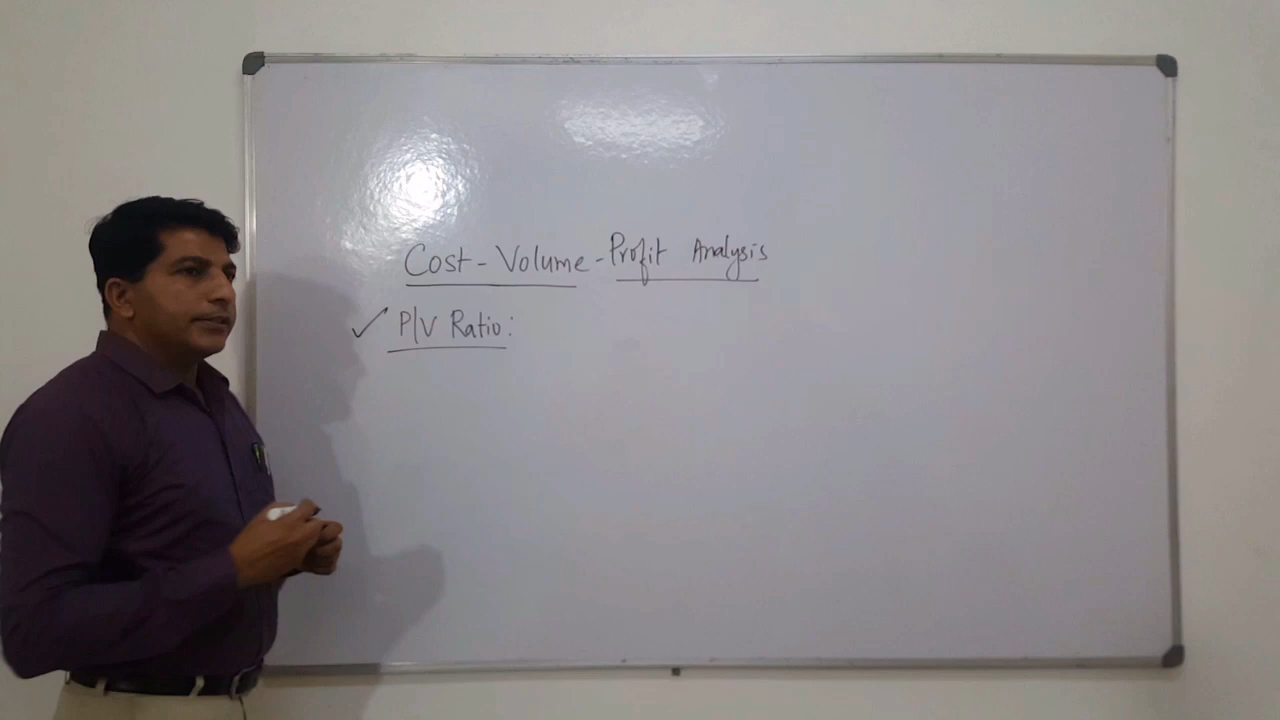 Cost-Volume-Profit Analysis
✓ P/V Ratio: